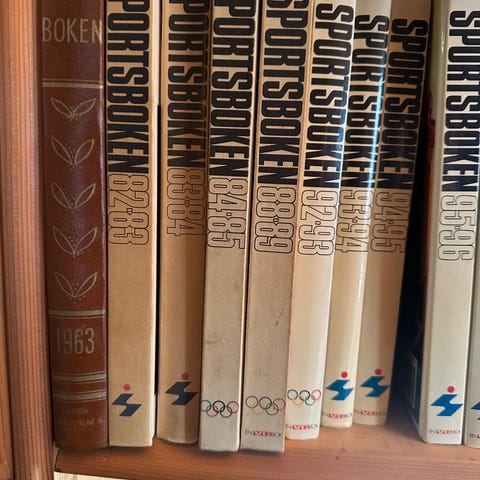 BOKEN
1963
SPORTSBOKEN 82·83
SPORTSBOKEN 83·84
SPORTSBOKEN 84·85
SPORTSBOKEN 88·89
SPORTSBOKEN 92·93
SPORTSBOKEN 93·94
SPORTSBOKEN 94·95
SPORTSBOKEN 95·96